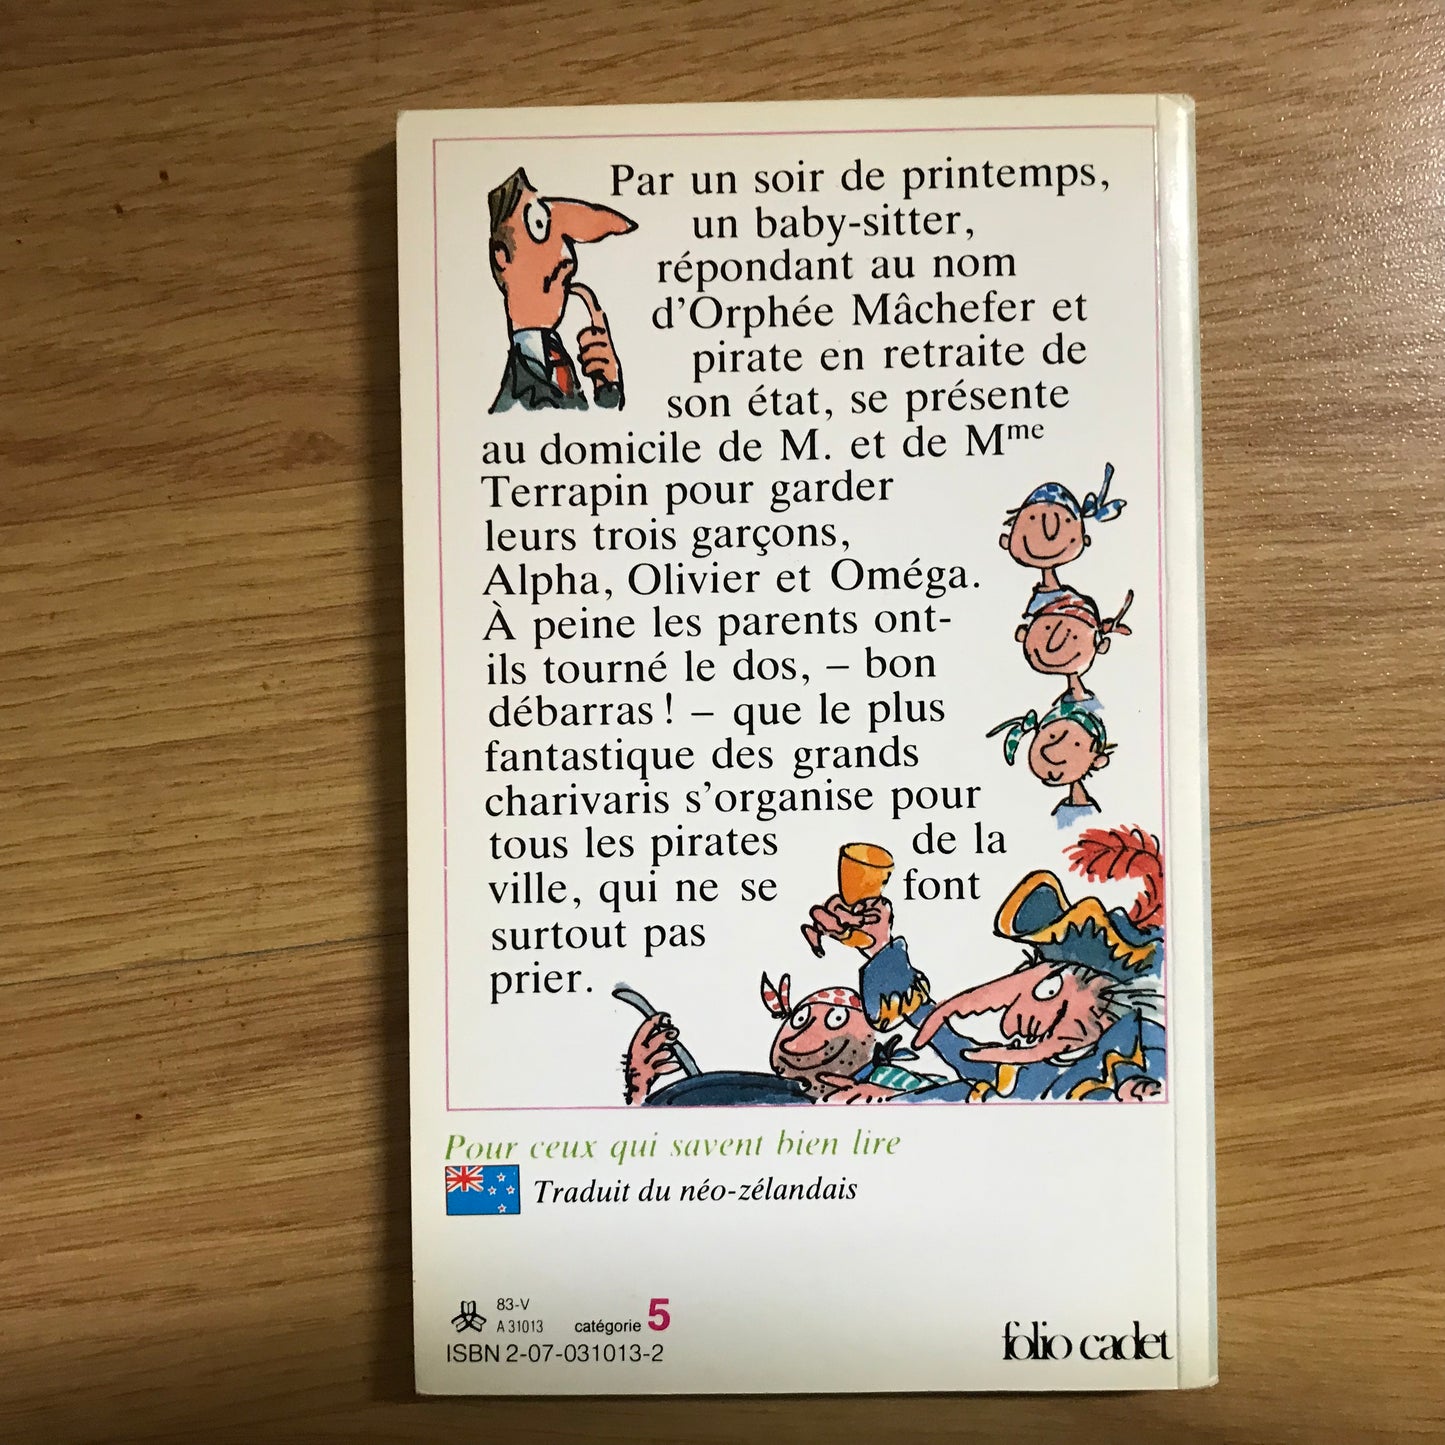 Par un soir de printemps,
un baby-sitter,
répondant au nom
d'Orphée Mâchefer et
pirate en retraite de
son état, se présente
au domicile de M. et de Mme
Terrapin pour garder
leurs trois garçons,
Alpha, Olivier et Oméga.
À peine les parents ont-
ils tourné le dos, – bon
débarras ! – que le plus
fantastique des grands
charivaris s'organise pour
tous les pirates de la
ville, qui ne se font
surtout pas
prier.
Pour ceux qui savent bien lire
Traduit du néo-zélandais
83-V
A 31013 catégorie 5
ISBN 2-07-031013-2
folio cadet